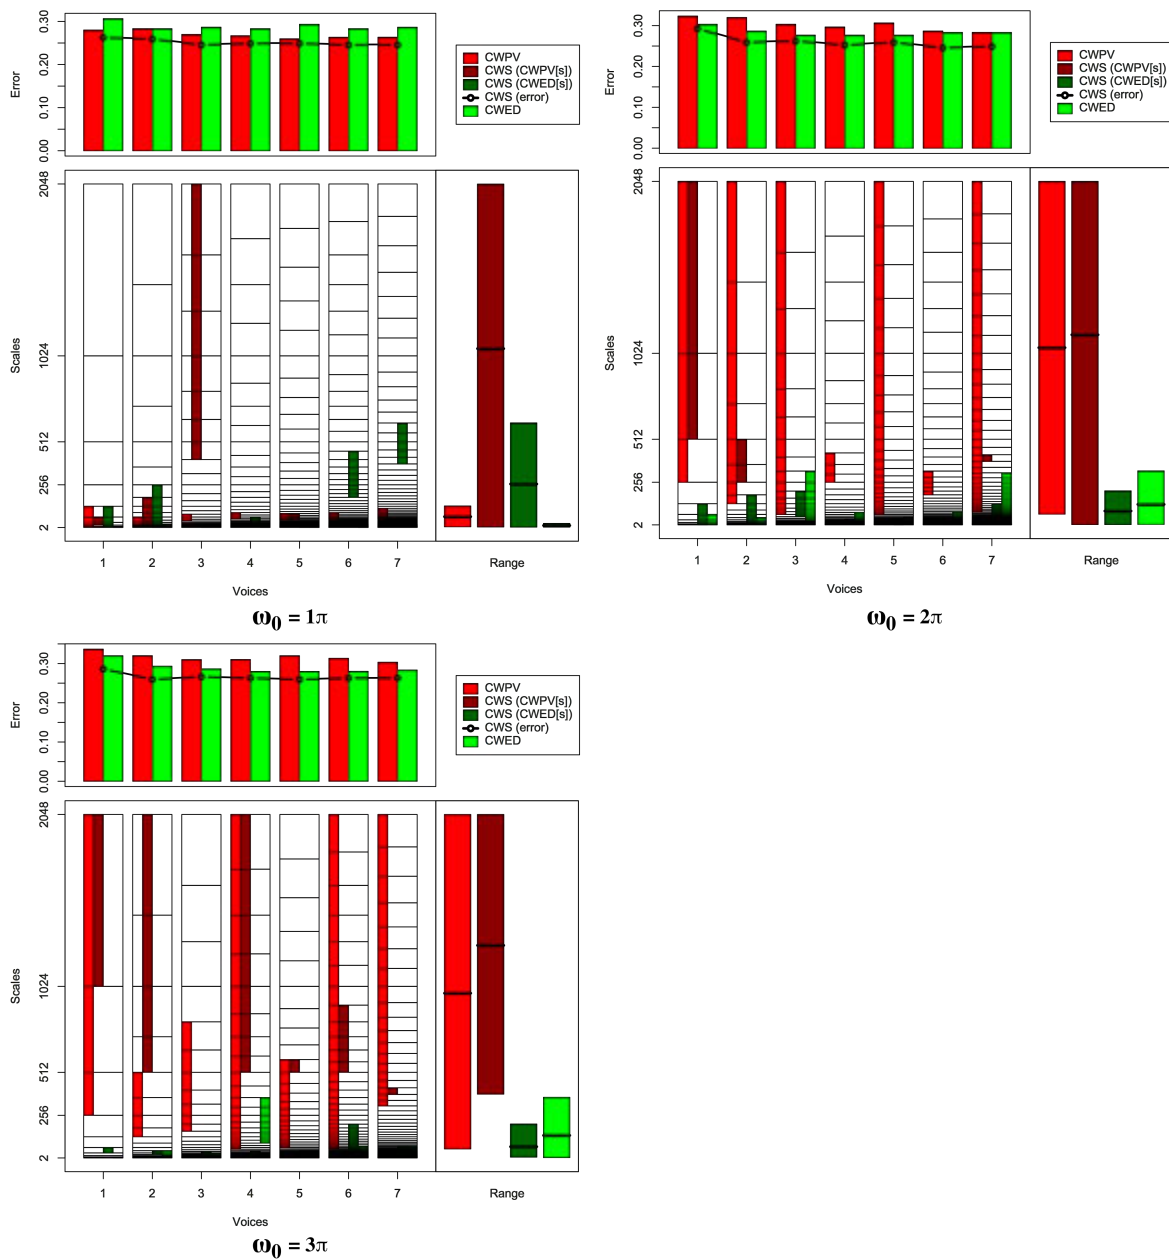 0.30
0.20
0.10
0.00
Error
CWPV
CWS (CWPV[s])
CWS (CWED[s])
CWS (error)
CWED
2048
1024
512
256
2
Scales
1 2 3 4 5 6 7
Range
Voices
ω0 = 1π
0.30
0.20
0.10
0.00
Error
CWPV
CWS (CWPV[s])
CWS (CWED[s])
CWS (error)
CWED
2048
1024
512
256
2
Scales
1 2 3 4 5 6 7
Range
Voices
ω0 = 2π
0.30
0.20
0.10
0.00
Error
CWPV
CWS (CWPV[s])
CWS (CWED[s])
CWS (error)
CWED
2048
1024
512
256
2
Scales
1 2 3 4 5 6 7
Range
Voices
ω0 = 3π